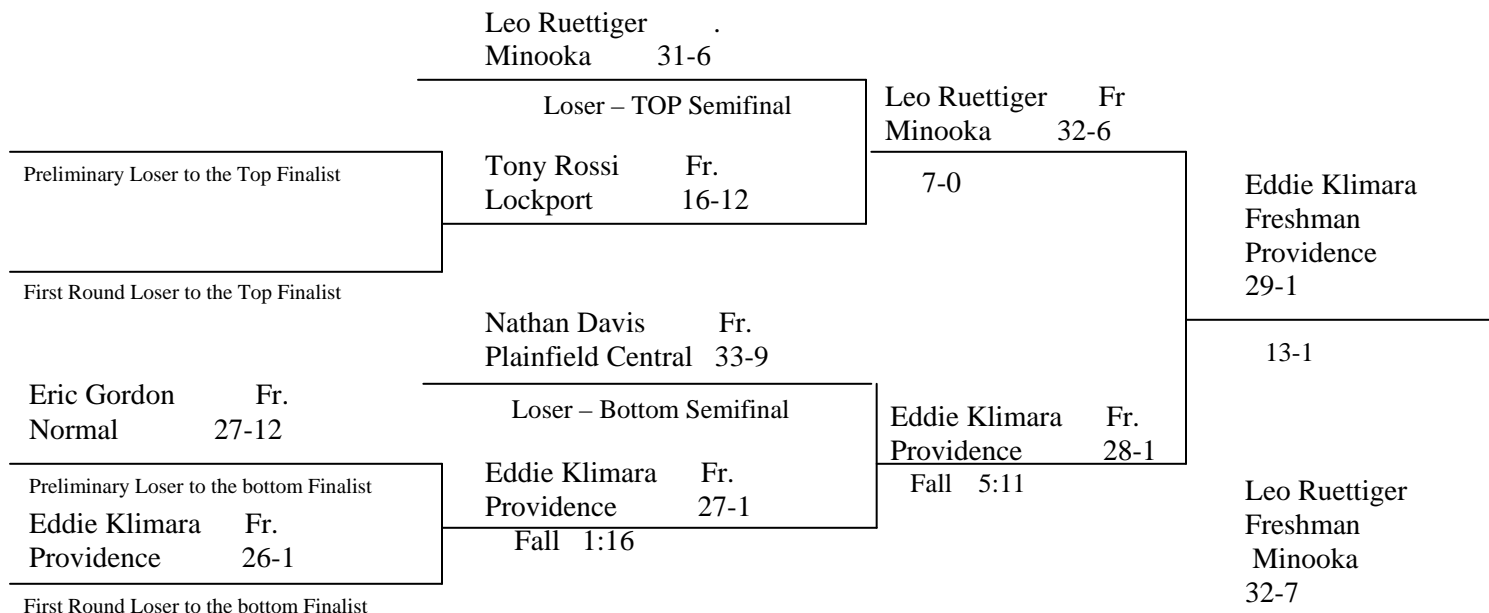 Leo Ruettiger .
Minooka 31-6
Loser – TOP Semifinal
Leo Ruettiger Fr
Minooka 32-6
Preliminary Loser to the Top Finalist
Tony Rossi Fr.
Lockport 16-12
7-0
Eddie Klimara
Freshman
Providence
29-1
First Round Loser to the Top Finalist
Nathan Davis Fr.
Plainfield Central 33-9
13-1
Eric Gordon Fr.
Normal 27-12
Loser – Bottom Semifinal
Eddie Klimara Fr.
Providence 28-1
Fall 5:11
Preliminary Loser to the bottom Finalist
Eddie Klimara Fr.
Providence 27-1
Fall 1:16
Eddie Klimara Fr.
Providence 26-1
Leo Ruettiger
Freshman
Minooka
32-7
First Round Loser to the bottom Finalist